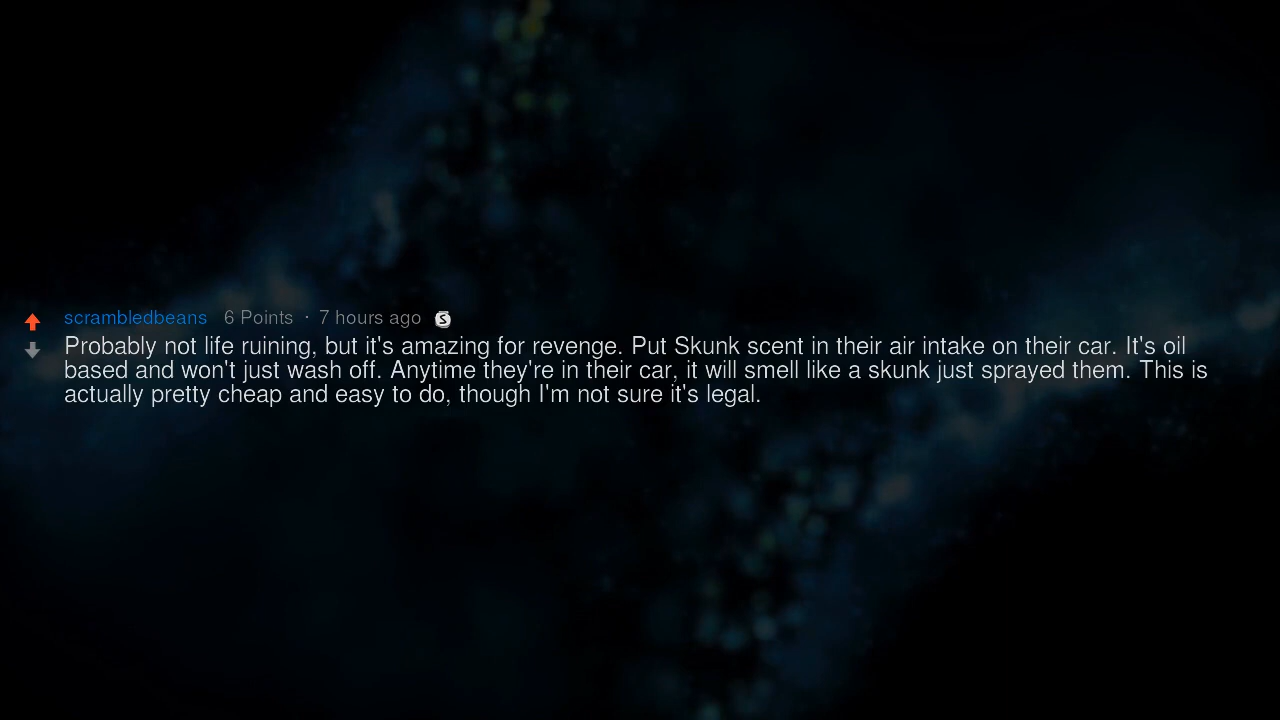 scrambledbeans 6 Points · 7 hours ago S
Probably not life ruining, but it's amazing for revenge. Put Skunk scent in their air intake on their car. It's oil
based and won't just wash off. Anytime they're in their car, it will smell like a skunk just sprayed them. This is
actually pretty cheap and easy to do, though I'm not sure it's legal.